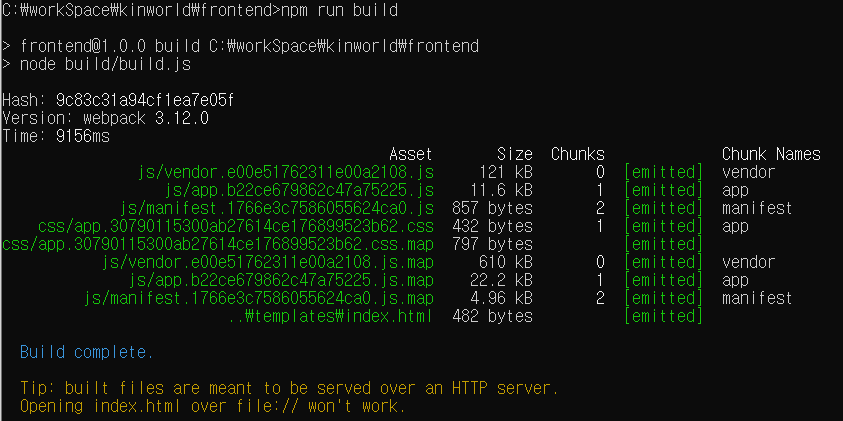 C:₩workSpace₩kinworld₩frontend>npm run build
> frontend@1.0.0 build C:₩workSpace₩kinworld₩frontend
> node build/build.js
Hash: 9c83c31a94cf1ea7e05f
Version: webpack 3.12.0
Time: 9156ms
Asset Size Chunks Chunk Names
js/vendor.e00e51762311e00a2108.js 121 kB 0 [emitted] vendor
js/app.b22ce679862c47a75225.js 11.6 kB 1 [emitted] app
js/manifest.1766e3c7586055624ca0.js 857 bytes 2 [emitted] manifest
css/app.30790115300ab27614ce176899523b62.css 432 bytes 1 [emitted] app
css/app.30790115300ab27614ce176899523b62.css.map 797 bytes [emitted]
js/vendor.e00e51762311e00a2108.js.map 610 kB 0 [emitted] vendor
js/app.b22ce679862c47a75225.js.map 22.2 kB 1 [emitted] app
js/manifest.1766e3c7586055624ca0.js.map 4.96 kB 2 [emitted] manifest
..₩templates₩index.html 482 bytes [emitted]
Build complete.
Tip: built files are meant to be served over an HTTP server.
Opening index.html over file:// won't work.